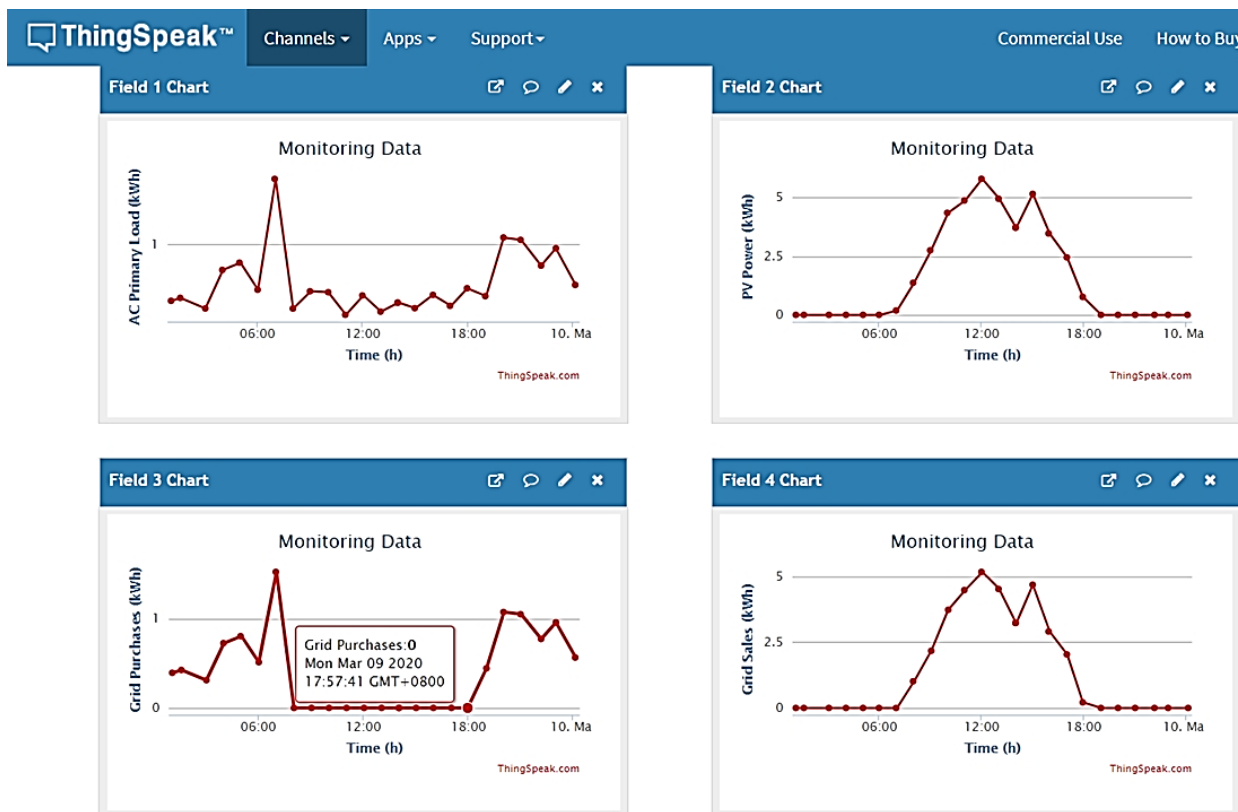 ThingSpeak™ Channels Apps Support Commercial Use How to Buy
Field 1 Chart
Monitoring Data
AC Primary Load (kWh)
1
06:00 12:00 18:00 10. Ma
Time (h)
ThingSpeak.com
Field 2 Chart
Monitoring Data
PV Power (kWh)
5
2.5
0
06:00 12:00 18:00 10. Ma
Time (h)
ThingSpeak.com
Field 3 Chart
Monitoring Data
Grid Purchases (kWh)
1
0
Grid Purchases:0
Mon Mar 09 2020
17:57:41 GMT+0800
06:00 12:00 18:00 10. Ma
Time (h)
ThingSpeak.com
Field 4 Chart
Monitoring Data
Grid Sales (kWh)
5
2.5
0
06:00 12:00 18:00 10. Ma
Time (h)
ThingSpeak.com